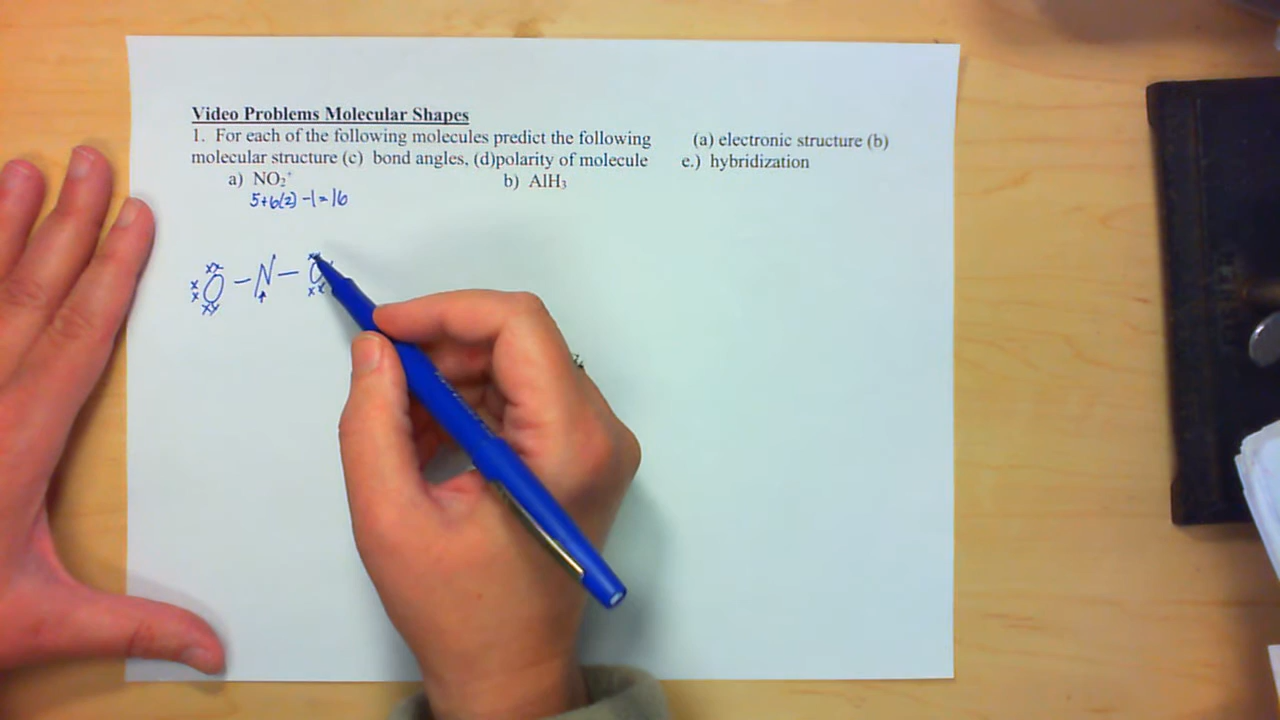 Video Problems Molecular Shapes
1. For each of the following molecules predict the following (a) electronic structure (b)
molecular structure (c) bond angles, (d)polarity of molecule e.) hybridization
a) NO₂⁺ b) AlH₃
5+6(2) -1=16
O - N - O